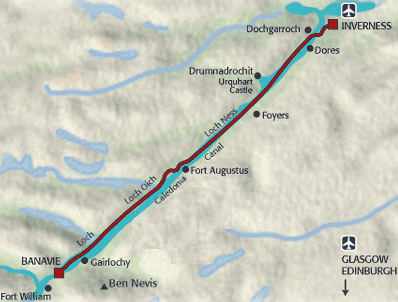 INVERNESS
Dochgarroch
Dores
Drumnadrochit
Urquhart
Castle
Foyers
Loch Ness
Canal
Fort Augustus
Loch Oich
Caledonia
Loch
BANAVIE
Gairlochy
Ben Nevis
Fort William
GLASGOW
EDINBURGH